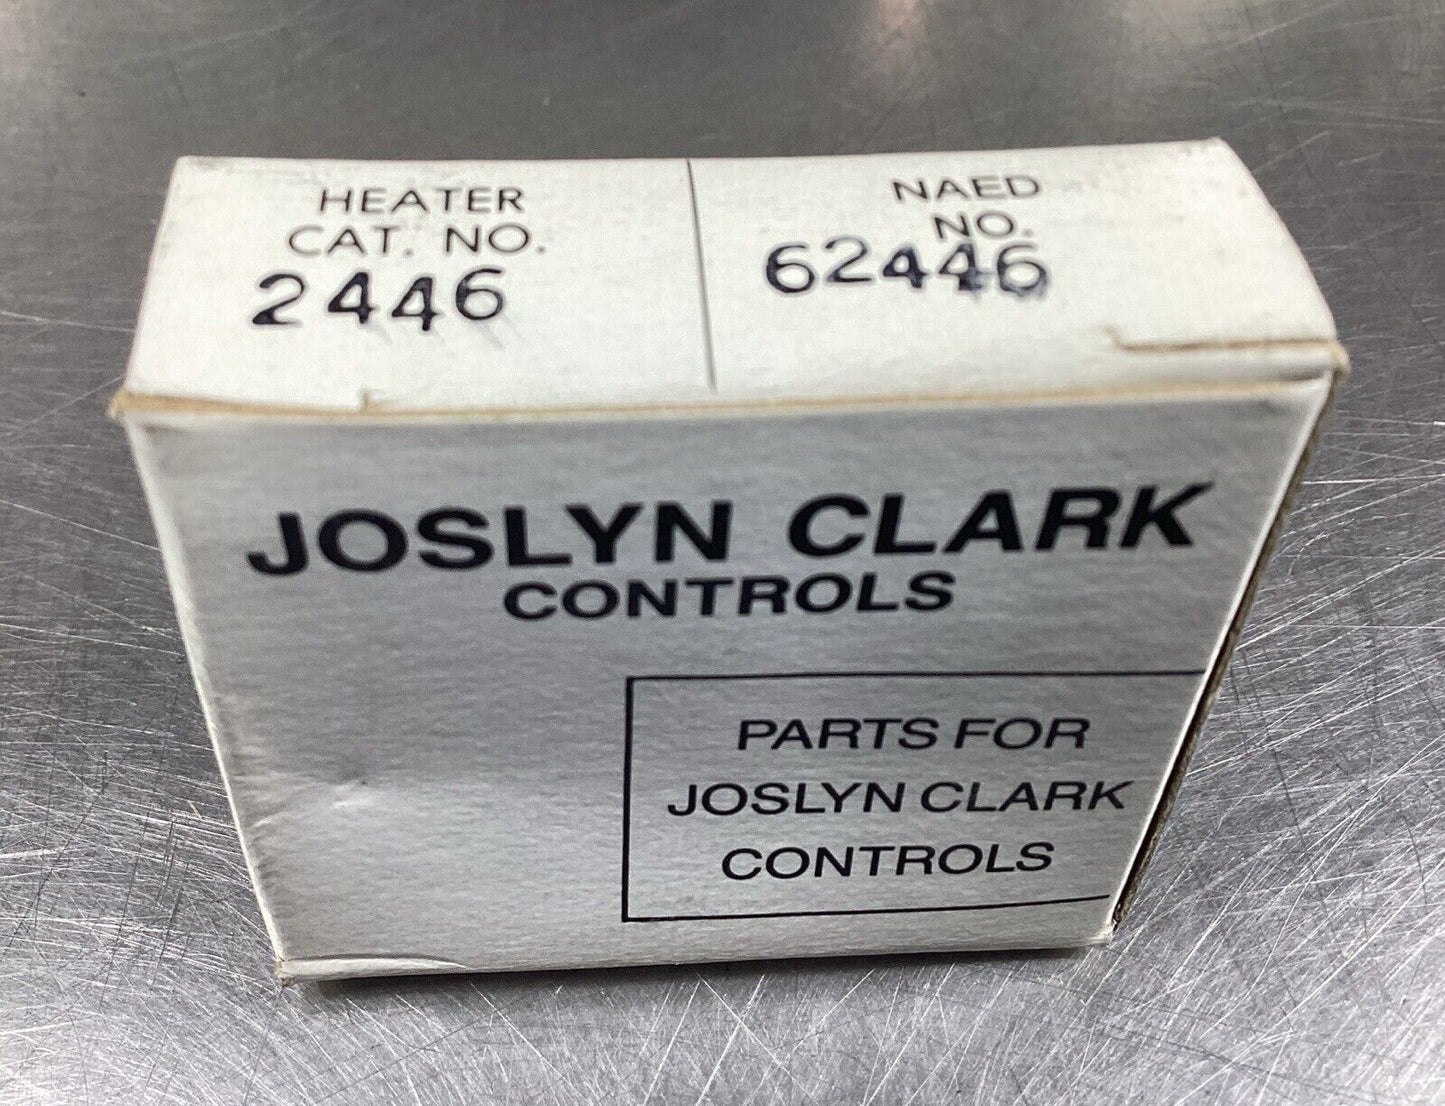 HEATER
CAT. NO.
2446
NAED
NO.
62446
JOSLYN CLARK
CONTROLS
PARTS FOR
JOSLYN CLARK
CONTROLS